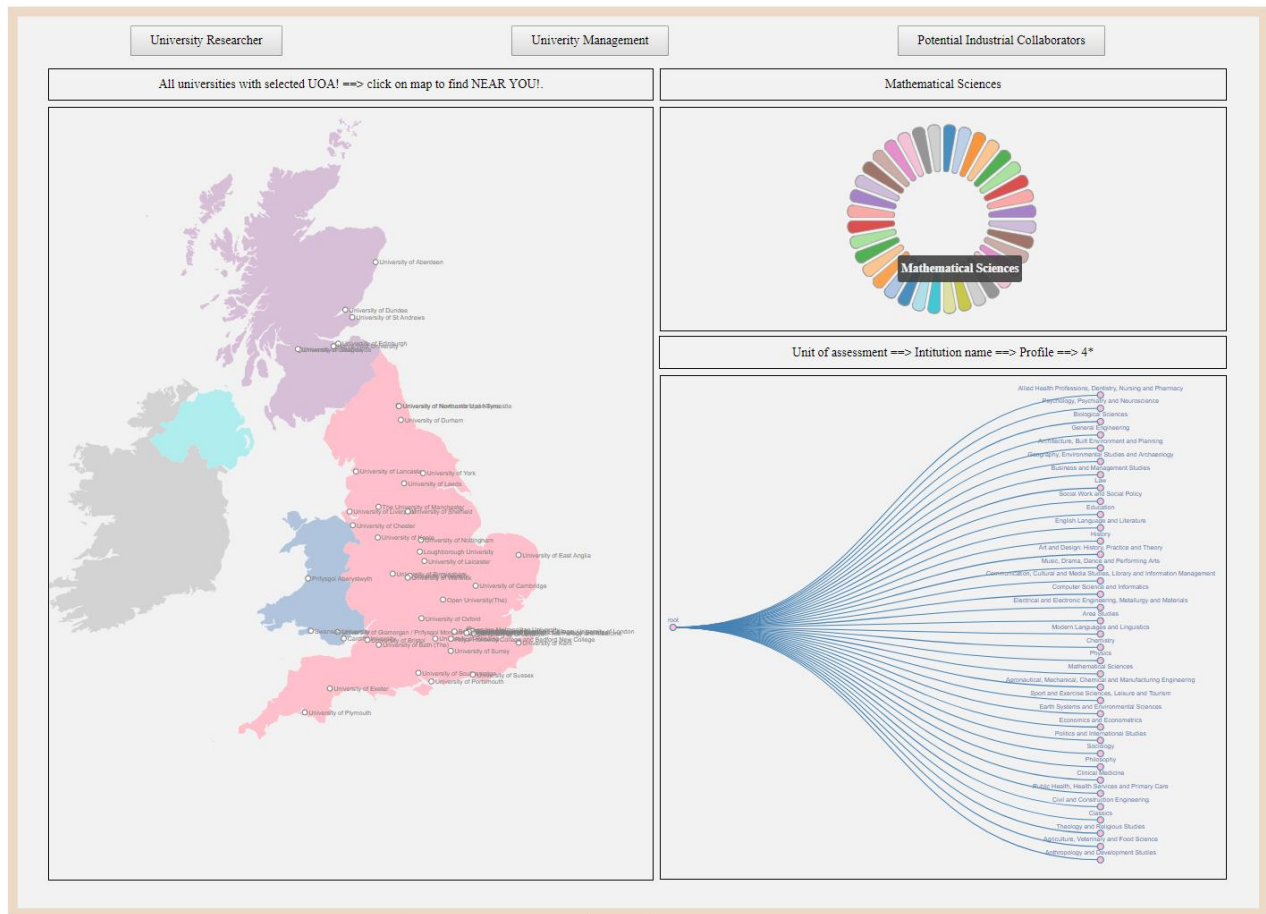 University Researcher
Univerity Management
Potential Industrial Collaborators
All universities with selected UOA! ==> click on map to find NEAR YOU!.
Mathematical Sciences
Mathematical Sciences
Unit of assessment ==> Intitution name ==> Profile ==> 4*
University of Aberdeen
University of Dundee
University of St Andrews
University of Edinburgh
University of Durham
University of Lancaster
University of York
University of Leeds
The University of Manchester
University of Sheffield
University of Chester
University of Nottingham
Loughborough University
University of Leicester
University of East Anglia
Prifysgol Aberystwyth
University of Cambridge
Open University(The)
University of Oxford
University of Glamorgan / Prifysgol
University of Bath (The)
University of Kent
University of Surrey
University of Sussex
University of Portsmouth
University of Exeter
University of Plymouth
root
Allied Health Professions, Dentistry, Nursing and Pharmacy
Psychology, Psychiatry and Neuroscience
Biological Sciences
General Engineering
Architecture, Built Environment and Planning
Geography, Environmental Studies and Archaeology
Business and Management Studies
Law
Social Work and Social Policy
Education
English Language and Literature
History
Art and Design: History, Practice and Theory
Music, Drama, Dance and Performing Arts
Communication, Cultural and Media Studies, Library and Information Management
Computer Science and Informatics
Electrical and Electronic Engineering, Metallurgy and Materials
Area Studies
Modern Languages and Linguistics
Chemistry
Physics
Mathematical Sciences
Aeronautical, Mechanical, Chemical and Manufacturing Engineering
Sport and Exercise Sciences, Leisure and Tourism
Earth Systems and Environmental Sciences
Economics and Econometrics
Politics and International Studies
Sociology
Philosophy
Clinical Medicine
Public Health, Health Services and Primary Care
Civil and Construction Engineering
Classics
Theology and Religious Studies
Agriculture, Veterinary and Food Science
Anthropology and Development Studies